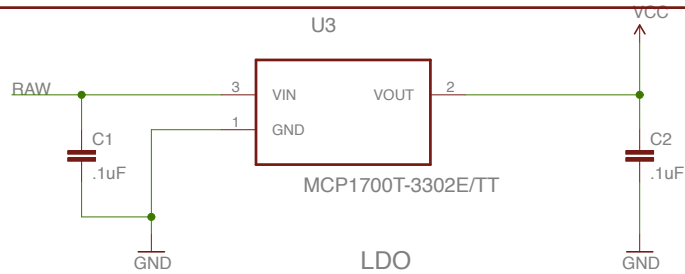 VCC
U3
RAW
3
VIN
VOUT
2
1
GND
C1
.1uF
C2
.1uF
MCP1700T-3302E/TT
GND
LDO
GND